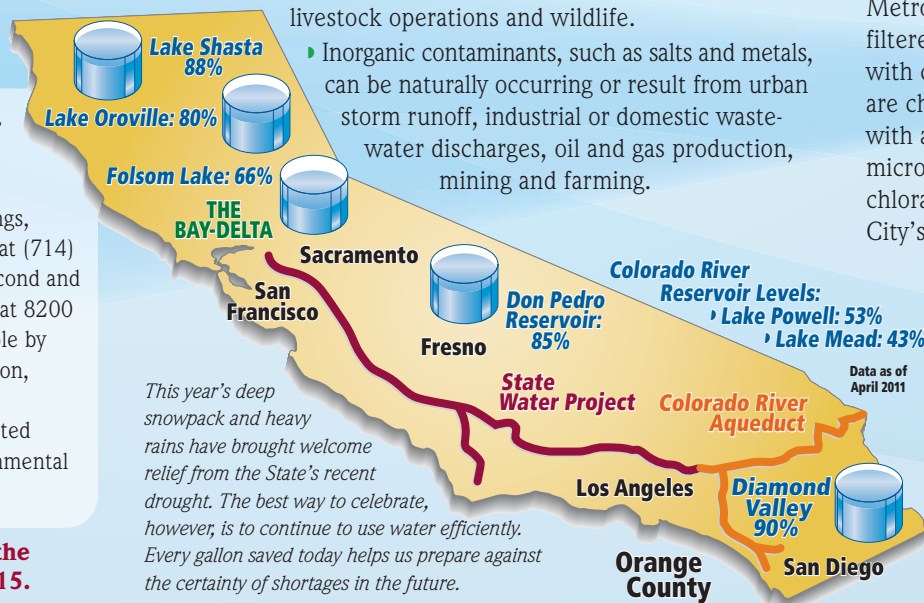 livestock operations and wildlife.
Inorganic contaminants, such as salts and metals,
can be naturally occurring or result from urban
storm runoff, industrial or domestic waste-
water discharges, oil and gas production,
mining and farming.
Metro
filtere
with c
are ch
with a
micro
chlora
City's
ngs,
at (714)
cond and
at 8200
le by
on,
ted
nmental
the
15.
Lake Shasta
88%
Lake Oroville: 80%
Folsom Lake: 66%
THE
BAY-DELTA
Sacramento
San
Francisco
Don Pedro
Reservoir:
85%
Fresno
Colorado River
Reservoir Levels:
Lake Powell: 53%
Lake Mead: 43%
Data as of
April 2011
State
Water Project
Colorado River
Aqueduct
Los Angeles
Diamond
Valley
90%
Orange
County
San Diego
This year's deep
snowpack and heavy
rains have brought welcome
relief from the State's recent
drought. The best way to celebrate,
however, is to continue to use water efficiently.
Every gallon saved today helps us prepare against
the certainty of shortages in the future.